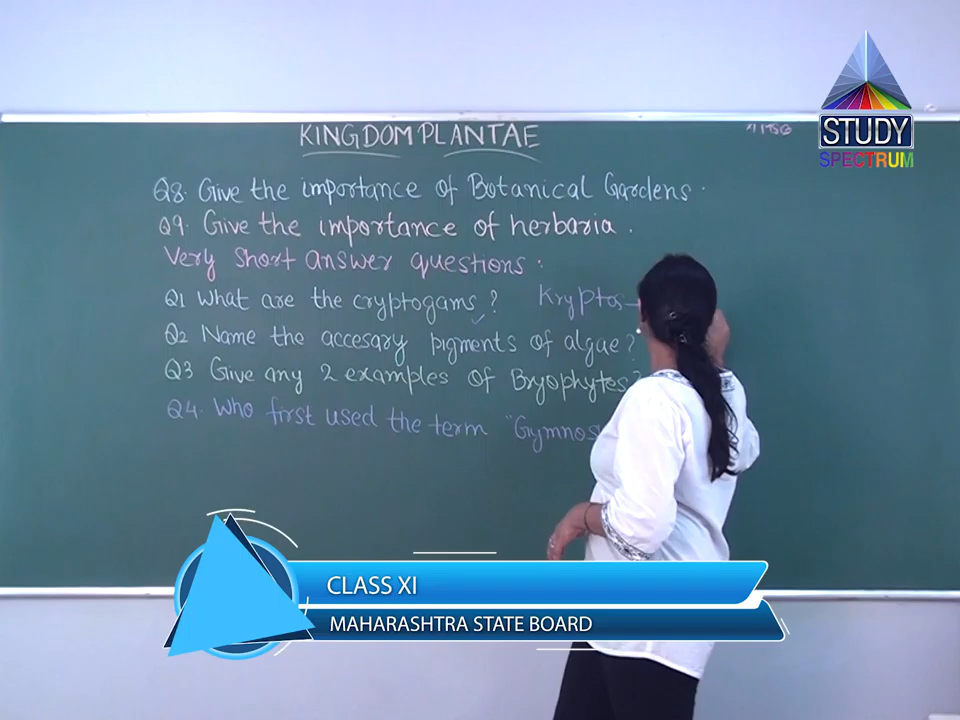 KINGDOM PLANTAE
STUDY
SPECTRUM
Q8. Give the importance of Botanical Gardens.
Q9. Give the importance of herbaria.
Very short answer questions:
Q1 What are the cryptogams? Kryptos-
Q2 Name the accesary pigments of algae?
Q3 Give any 2 examples of Bryophytes?
Q4. Who first used the term "Gymnos
CLASS XI
MAHARASHTRA STATE BOARD